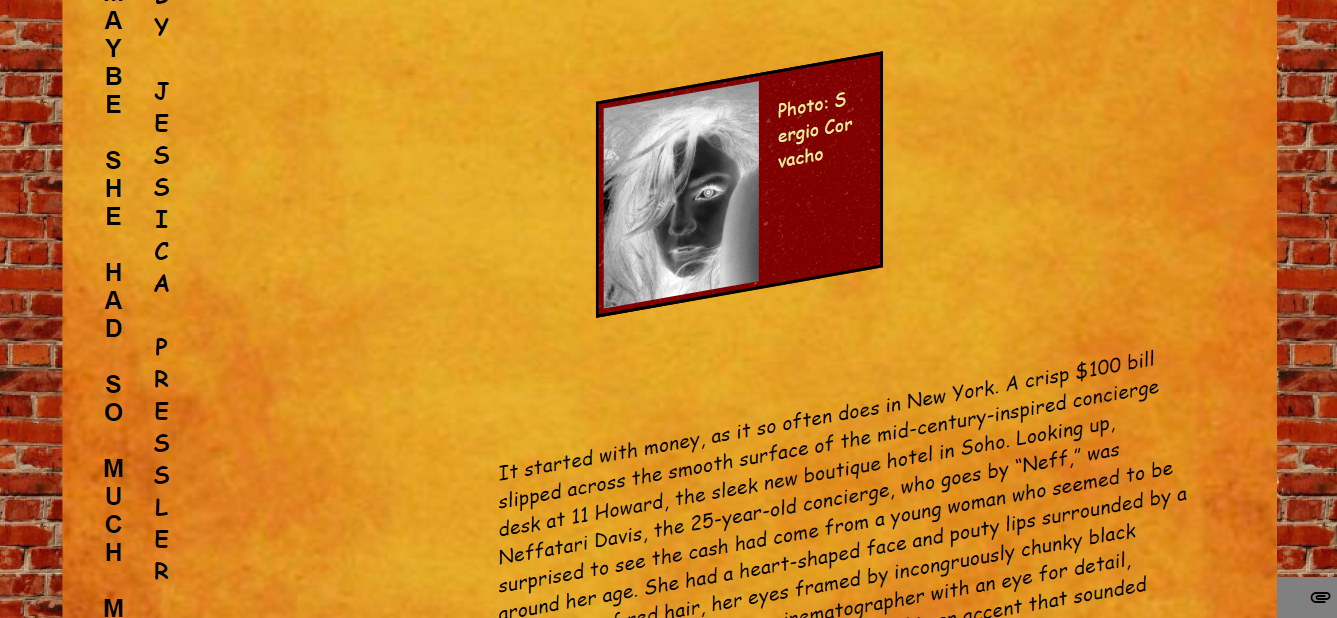 MAYBE SHE HAD SO MUCH M
BY JESSICA PRESSLER
Photo: S
ergio Cor
vacho
It started with money, as it so often does in New York. A crisp $100 bill
slipped across the smooth surface of the mid-century-inspired concierge
desk at 11 Howard, the sleek new boutique hotel in Soho. Looking up,
Neffatari Davis, the 25-year-old concierge, who goes by “Neff,” was
surprised to see the cash had come from a young woman who seemed to be
around her age. She had a heart-shaped face and pouty lips surrounded by a
red hair, her eyes framed by incongruously chunky black
cinematographer with an eye for detail,
accent that sounded